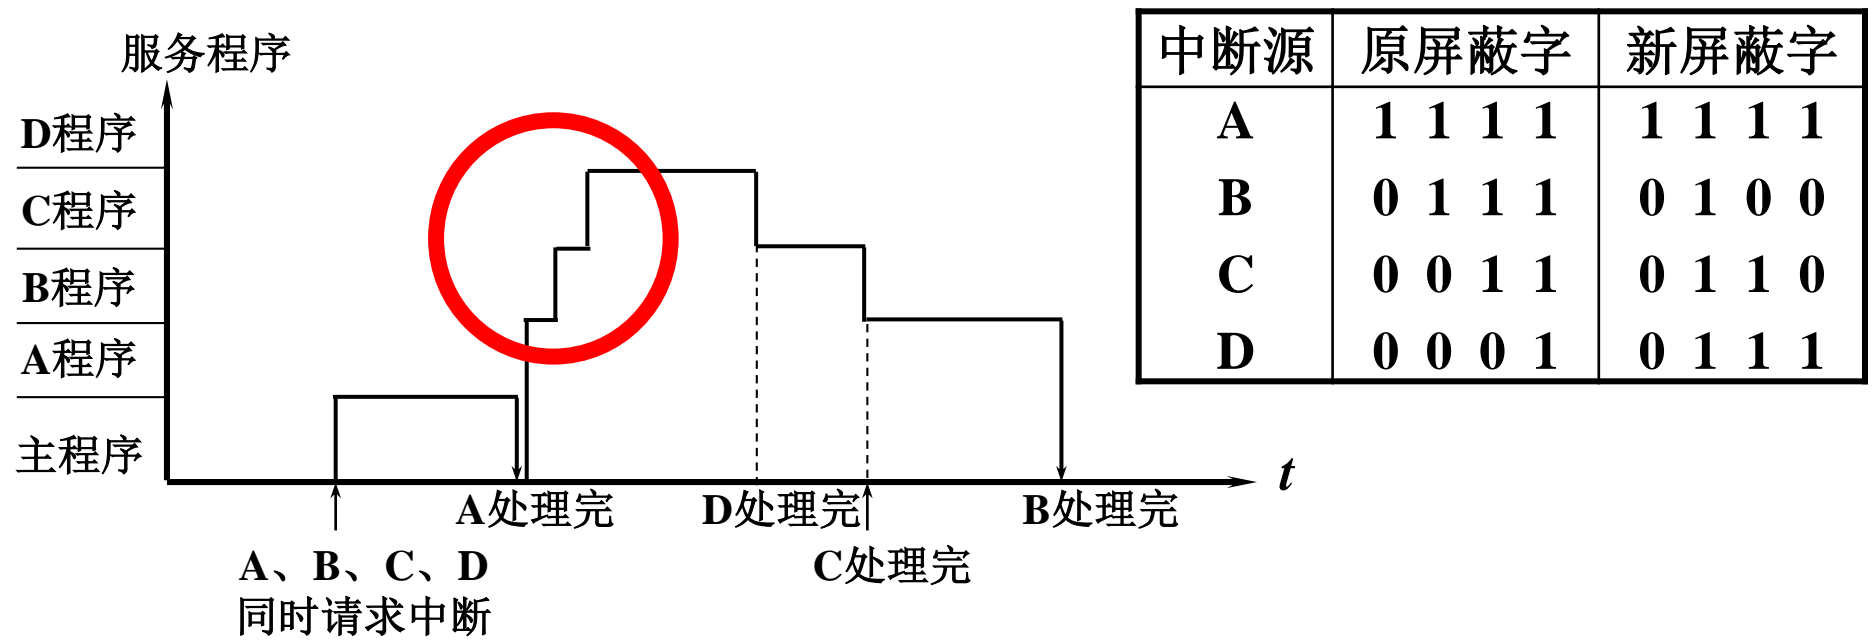 服务程序
D程序
C程序
B程序
A程序
主程序
t
A处理完
D处理完
B处理完
C处理完
A、B、C、D
同时请求中断
中断源 原屏蔽字 新屏蔽字
A 1 1 1 1 1 1 1 1
B 0 1 1 1 0 1 0 0
C 0 0 1 1 0 1 1 0
D 0 0 0 1 0 1 1 1